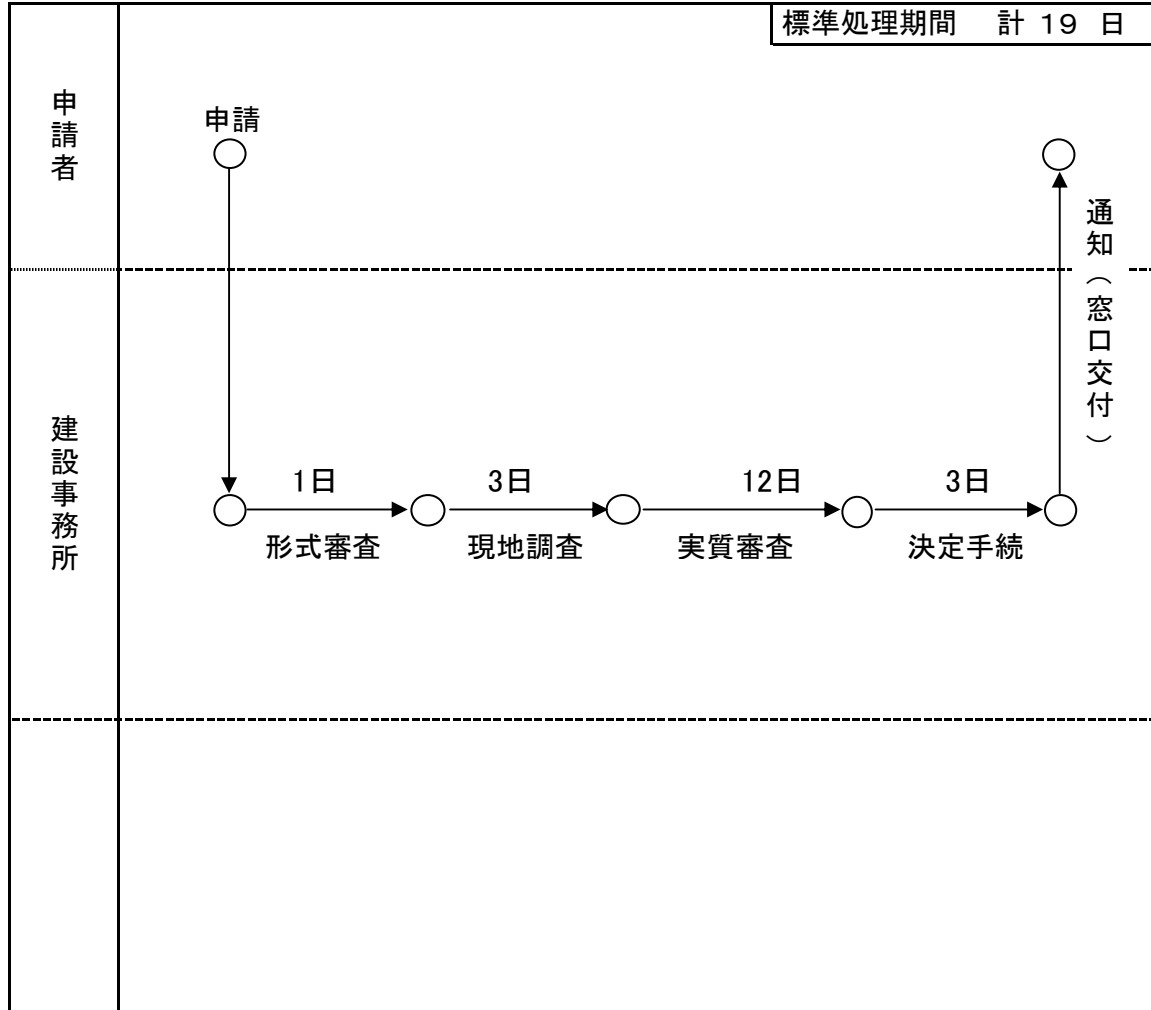 標準処理期間 計 19 日
申請者
申請
通知（窓口交付）
建設事務所
1日
3日
12日
3日
形式審査
現地調査
実質審査
決定手続